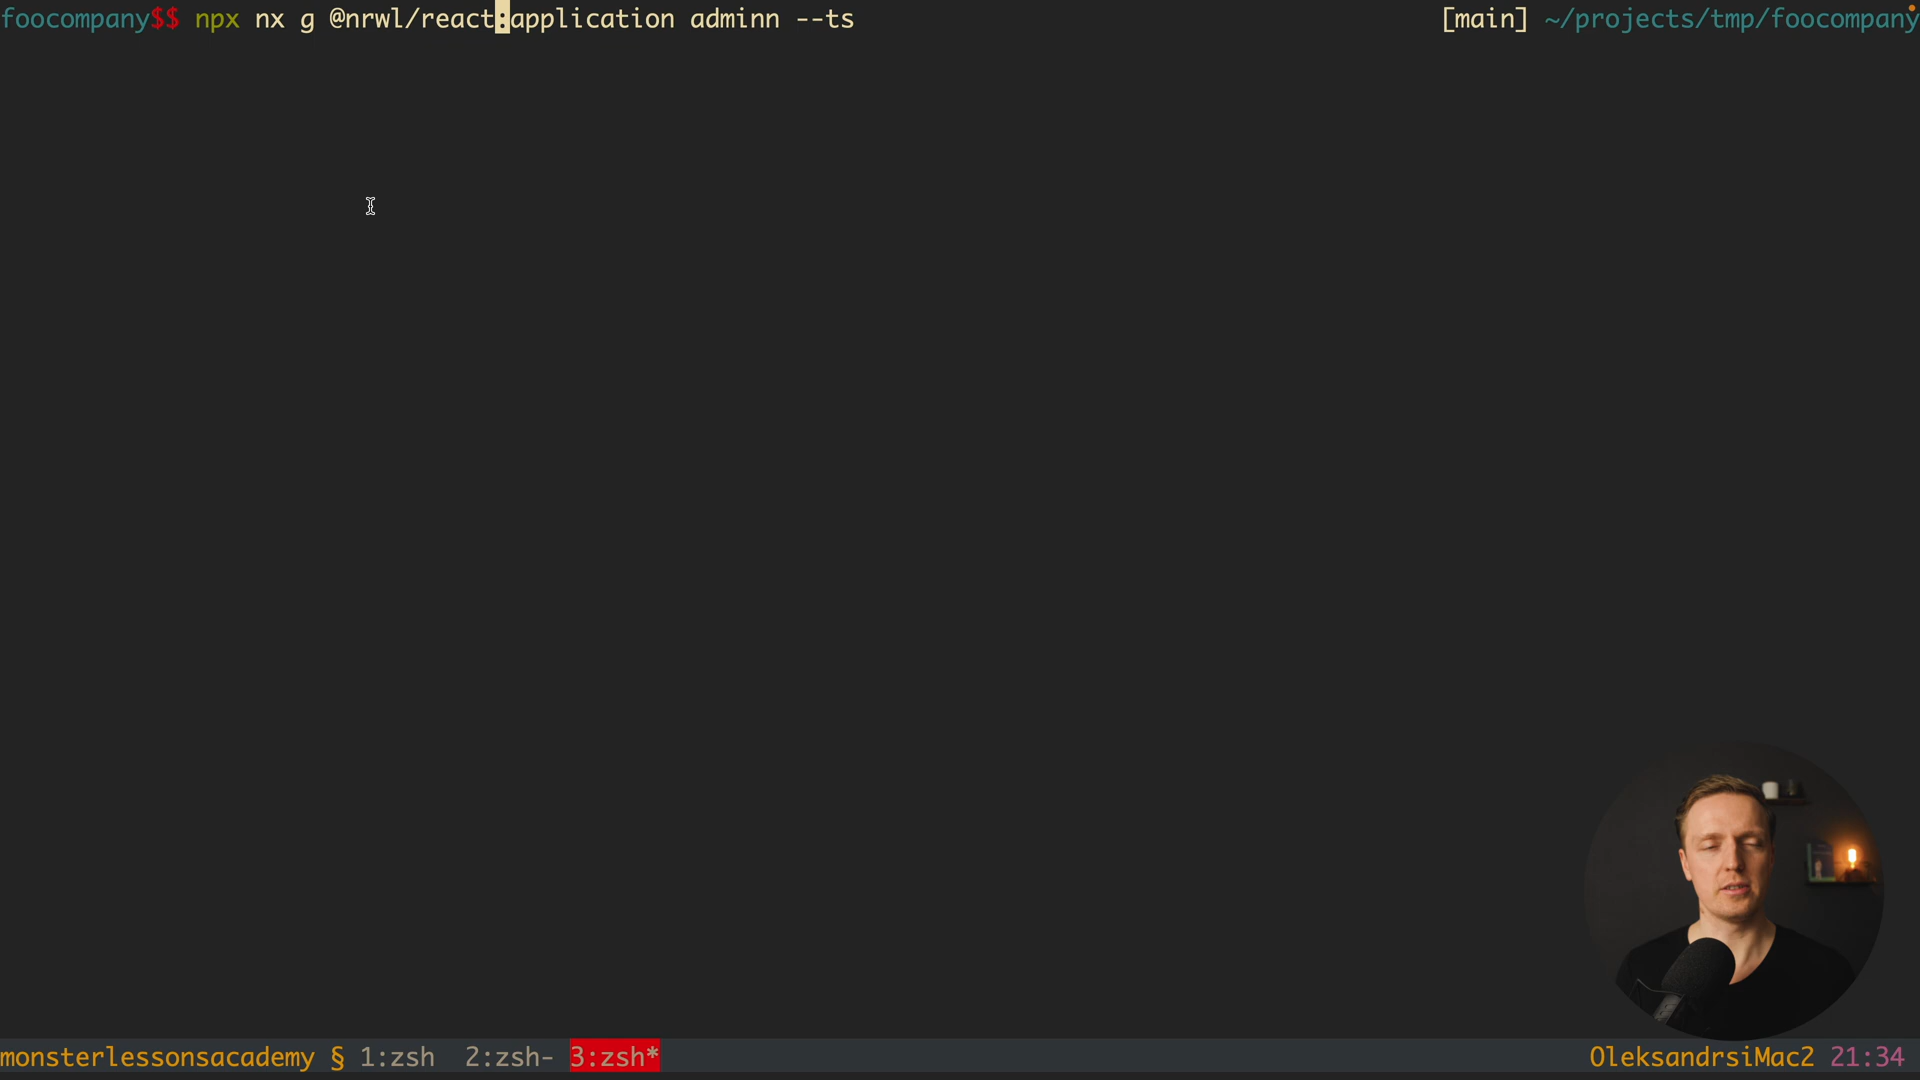 foocompany$$ npx nx g @nrwl/react:application adminn --ts [main] ~/projects/tmp/foocompany
monsterlessonsacademy § 1:zsh 2:zsh- 3:zsh* OleksandrsiMac2 21:34